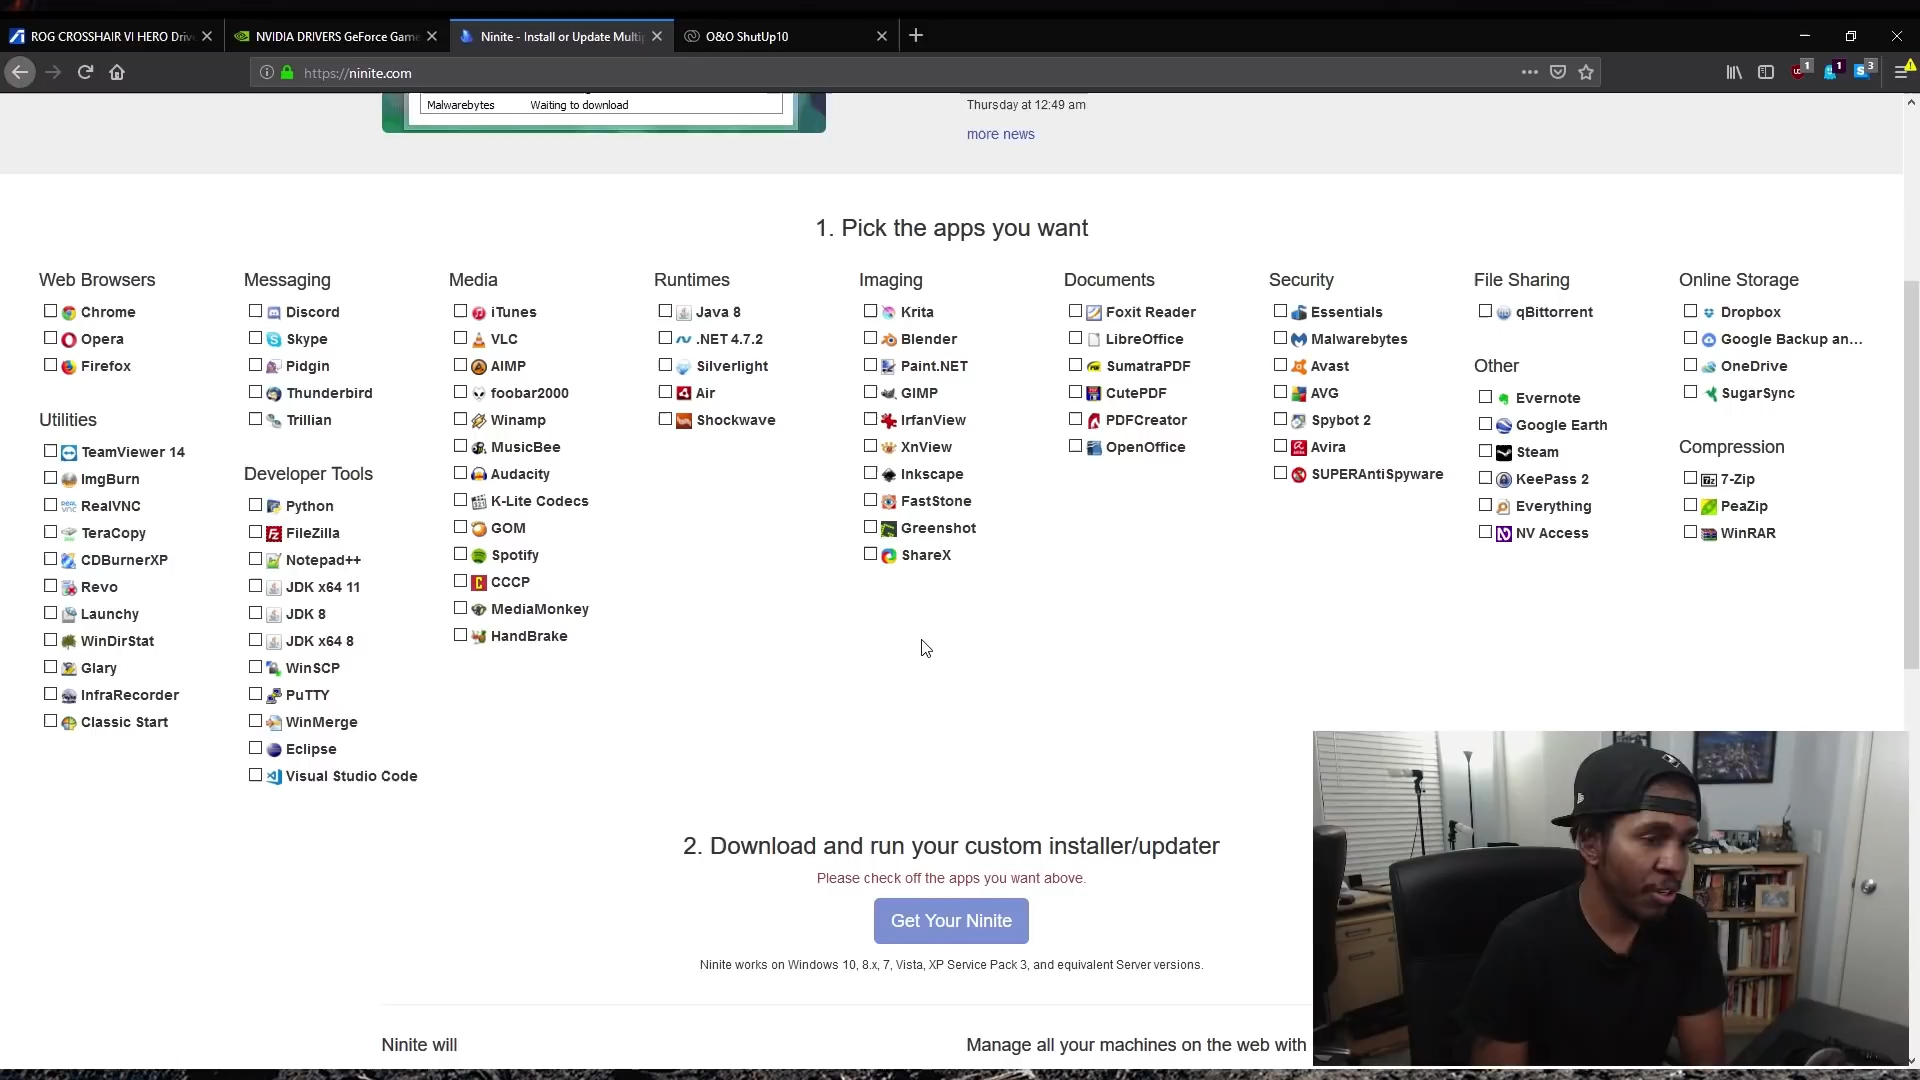 ROG CROSSHAIR VI HERO Driv
NVIDIA DRIVERS GeForce Game
Ninite - Install or Update Multip
O&O ShutUp10
https://ninite.com
1
1
3
Malwarebytes Waiting to download
Thursday at 12:49 am
more news
1. Pick the apps you want
Web Browsers
Chrome
Opera
Firefox
Utilities
TeamViewer 14
ImgBurn
RealVNC
TeraCopy
CDBurnerXP
Revo
Launchy
WinDirStat
Glary
InfraRecorder
Classic Start
Messaging
Discord
Skype
Pidgin
Thunderbird
Trillian
Developer Tools
Python
FileZilla
Notepad++
JDK x64 11
JDK 8
JDK x64 8
WinSCP
PuTTY
WinMerge
Eclipse
Visual Studio Code
Media
iTunes
VLC
AIMP
foobar2000
Winamp
MusicBee
Audacity
K-Lite Codecs
GOM
Spotify
CCCP
MediaMonkey
HandBrake
Runtimes
Java 8
.NET 4.7.2
Silverlight
Air
Shockwave
Imaging
Krita
Blender
Paint.NET
GIMP
IrfanView
XnView
Inkscape
FastStone
Greenshot
ShareX
Documents
Foxit Reader
LibreOffice
SumatraPDF
CutePDF
PDFCreator
OpenOffice
Security
Essentials
Malwarebytes
Avast
AVG
Spybot 2
Avira
SUPERAntiSpyware
File Sharing
qBittorrent
Other
Evernote
Google Earth
Steam
KeePass 2
Everything
NV Access
Online Storage
Dropbox
Google Backup an...
OneDrive
SugarSync
Compression
7-Zip
PeaZip
WinRAR
2. Download and run your custom installer/updater
Please check off the apps you want above.
Get Your Ninite
Ninite works on Windows 10, 8.x, 7, Vista, XP Service Pack 3, and equivalent Server versions.
Ninite will
Manage all your machines on the web with